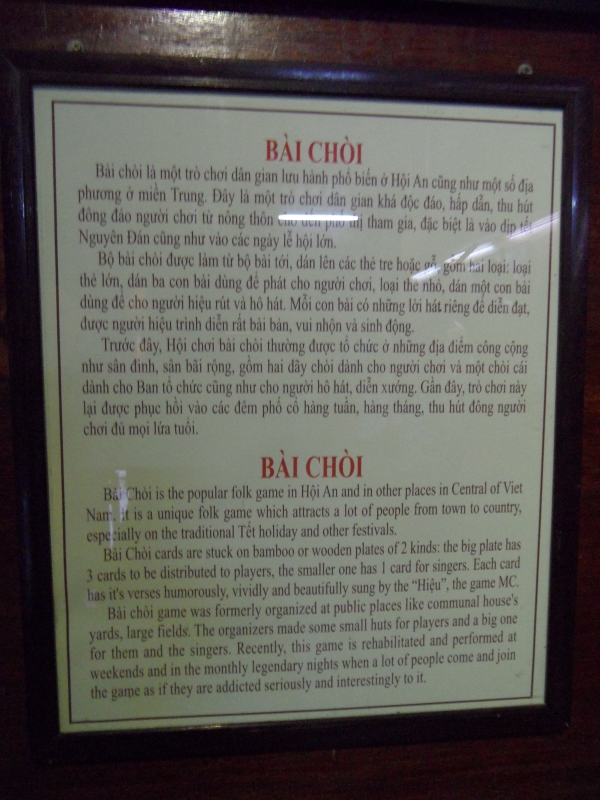 BÀI CHÒI
Bài chòi là một trò chơi dân gian lưu hành phổ biến ở Hội An cũng như một số địa
phương ở miền Trung. Đây là một trò chơi dân gian khá độc đáo, hấp dẫn, thu hút
đông đảo người chơi từ nông thôn cho đến phố thị tham gia, đặc biệt là vào dịp tết
Nguyên Đán cũng như vào các ngày lễ hội lớn.
Bộ bài chòi được làm từ bộ bài tới, dán lên các thẻ tre hoặc gỗ, gồm hai loại: loại
thẻ lớn, dán ba con bài dùng để phát cho người chơi, loại thẻ nhỏ, dán một con bài
dùng để cho người hiệu rút và hô hát. Mỗi con bài có những lời hát riêng để diễn đạt,
được người hiệu trình diễn rất bài bản, vui nhộn và sinh động.
Trước đây, Hội chơi bài chòi thường được tổ chức ở những địa điểm công cộng
như sân đình, sân bãi rộng, gồm hai dãy chòi dành cho người chơi và một chòi cái
dành cho Ban tổ chức cũng như cho người hô hát, diễn xướng. Gần đây, trò chơi này
lại được phục hồi vào các đêm phố cổ hàng tuần, hàng tháng, thu hút đông người
chơi đủ mọi lứa tuổi.
BÀI CHÒI
Bài Chòi is the popular folk game in Hội An and in other places in Central of Viet
Nam. It is a unique folk game which attracts a lot of people from town to country,
especially on the traditional Tết holiday and other festivals.
Bài Chòi cards are stuck on bamboo or wooden plates of 2 kinds: the big plate has
3 cards to be distributed to players, the smaller one has 1 card for singers. Each card
has it's verses humorously, vividly and beautifully sung by the “Hiệu”, the game MC.
Bài chòi game was formerly organized at public places like communal house's
yards, large fields. The organizers made some small huts for players and a big one
for them and the singers. Recently, this game is rehabilitated and performed at
weekends and in the monthly legendary nights when a lot of people come and join
the game as if they are addicted seriously and interestingly to it.